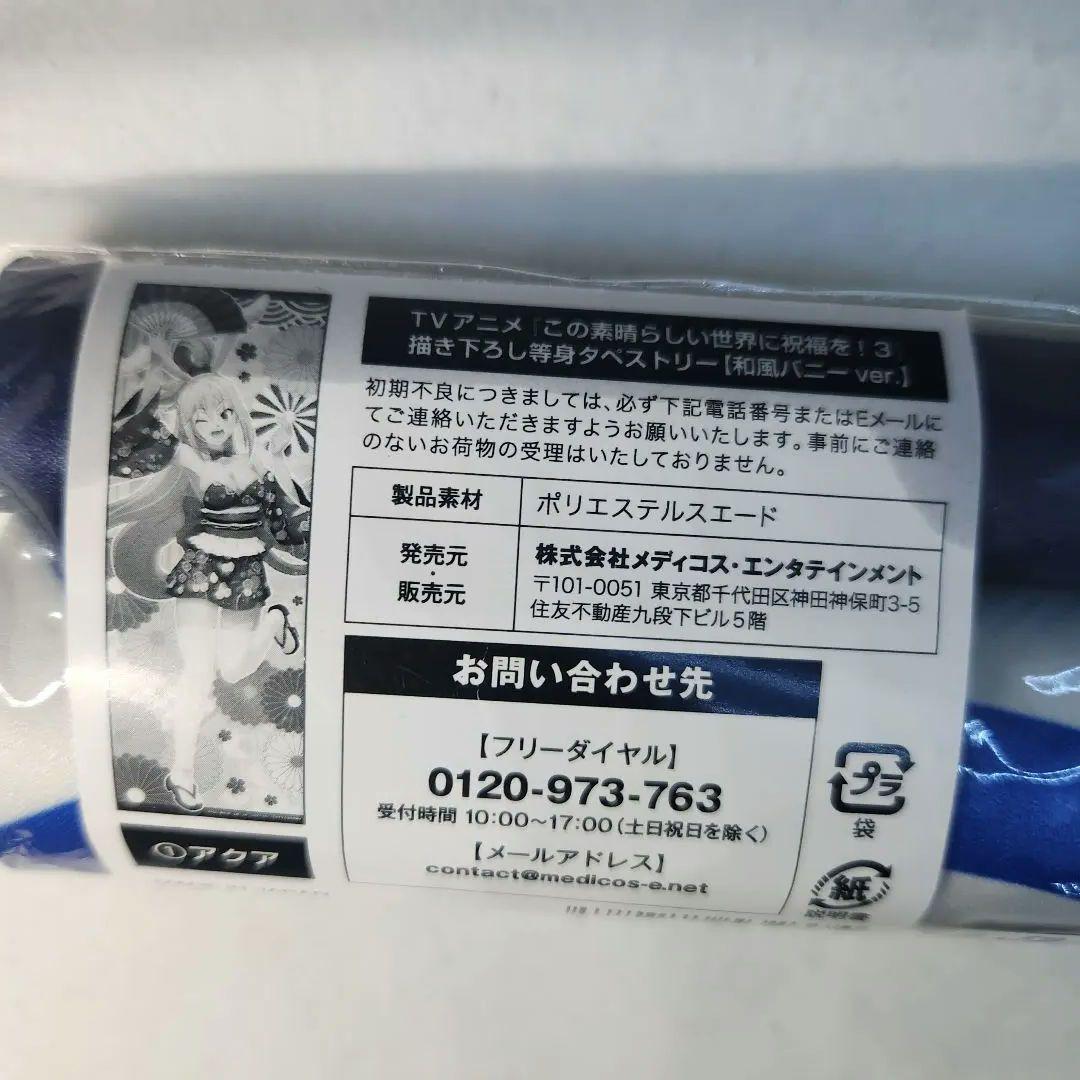 TVアニメ「この素晴らしい世界に祝福を!3」
描き下ろし等身タペストリー【和風バニーver.】
初期不良につきましては、必ず下記電話番号またはEメールに
てご連絡いただきますようお願いいたします。事前にご連絡
のないお荷物の受理はいたしておりません。
製品素材 ポリエステルスエード
発売元・販売元 株式会社メディコス・エンタテインメント
〒101-0051 東京都千代田区神田神保町3-5
住友不動産九段下ビル5階
お問い合わせ先
【フリーダイヤル】
0120-973-763
受付時間 10:00~17:00(土日祝日を除く)
【メールアドレス】
contact@medicos-e.net
プラ
袋
紙
説明書
①アクア